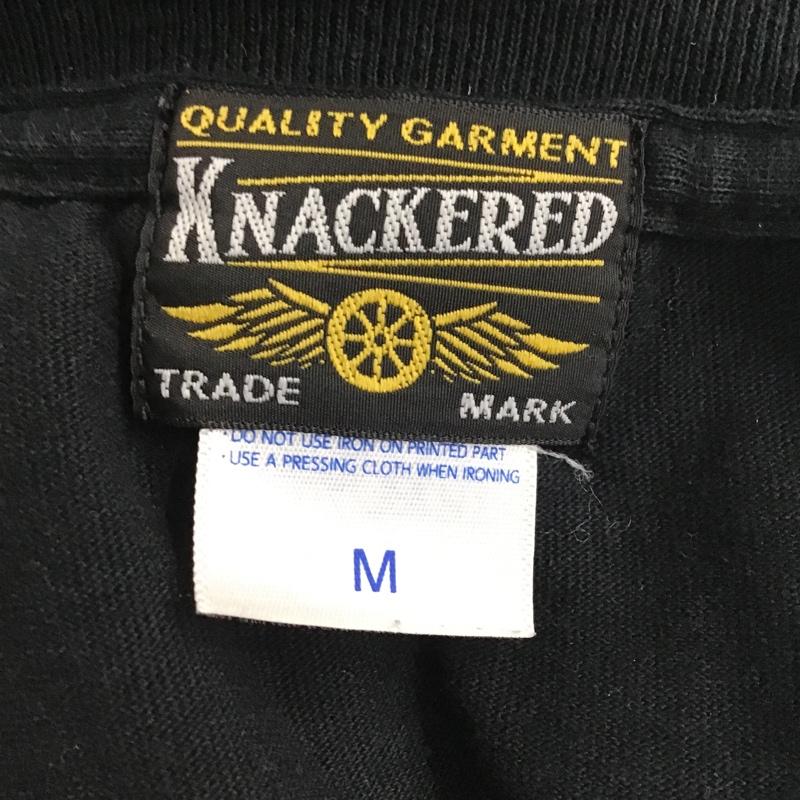 QUALITY GARMENT
KNACKERED
TRADE MARK
· DO NOT USE IRON ON PRINTED PART
· USE A PRESSING CLOTH WHEN IRONING
M